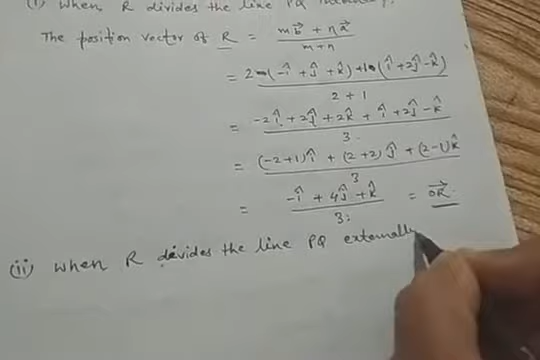 (i) When R divides the line PQ internally.
The position vector of R = (m b⃗ + n a⃗) / (m+n)
= (2(-î + ĵ + k̂) + 1(î + 2ĵ - k̂)) / (2 + 1)
= (-2î + 2ĵ + 2k̂ + î + 2ĵ - k̂) / 3
= ((-2+1)î + (2+2)ĵ + (2-1)k̂) / 3
= (-î + 4ĵ + k̂) / 3 = OR⃗
(ii) when R devides the line PQ externally